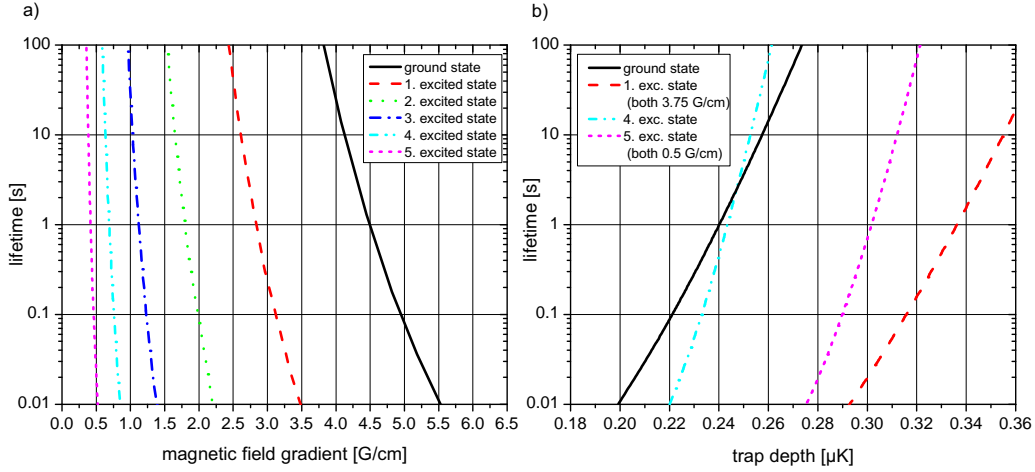 a)
lifetime [s]
100
10
1
0.1
0.01
ground state
1. excited state
2. excited state
3. excited state
4. excited state
5. excited state
0.0 0.5 1.0 1.5 2.0 2.5 3.0 3.5 4.0 4.5 5.0 5.5 6.0 6.5
magnetic field gradient [G/cm]
b)
lifetime [s]
100
10
1
0.1
0.01
ground state
1. exc. state
(both 3.75 G/cm)
4. exc. state
5. exc. state
(both 0.5 G/cm)
0.18 0.20 0.22 0.24 0.26 0.28 0.30 0.32 0.34 0.36
trap depth [µK]